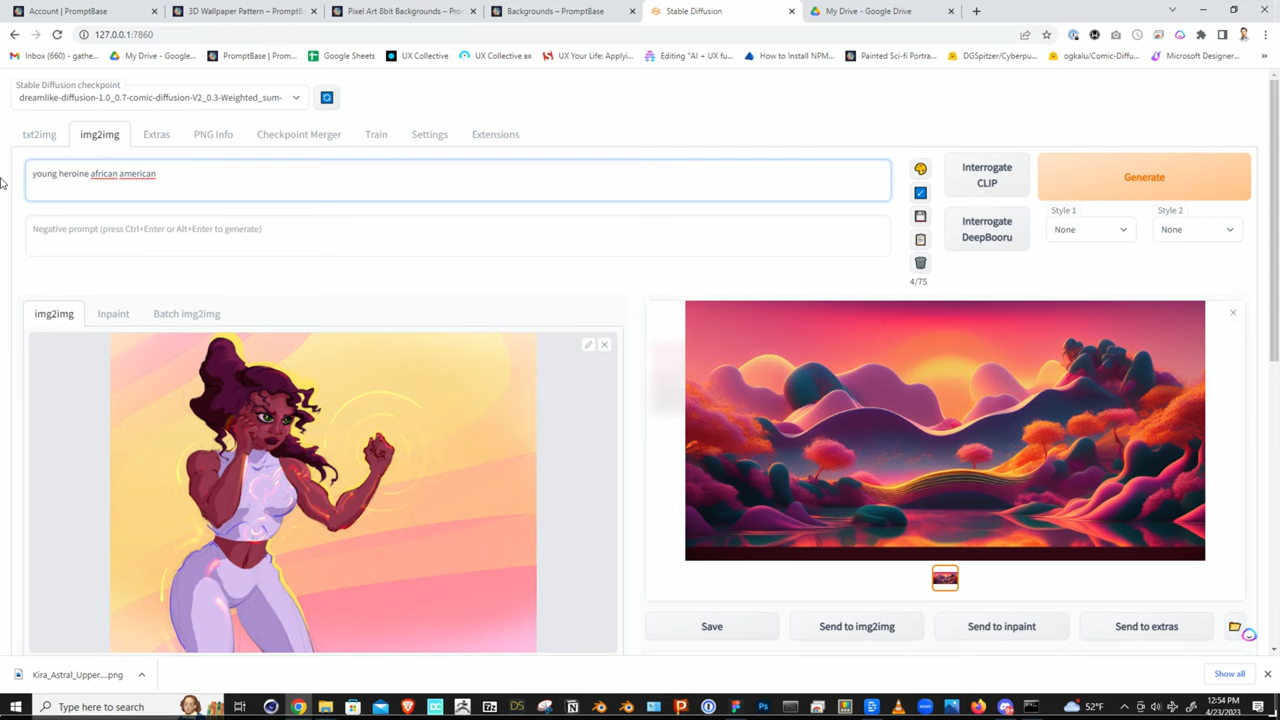 Account | PromptBase
3D Wallpaper Pattern – PromptB
Pixel Art 8bit Backgrounds – Pro
Backgrounds – PromptBase
Stable Diffusion
My Drive - Google Drive
127.0.0.1:7860
Inbox (660) - gathe...
My Drive - Google...
PromptBase | Prom...
Google Sheets
UX Collective
UX Collective
UX Your Life: Applyi...
Editing "AI + UX fu...
How to Install NPM...
Painted Sci-fi Portra...
DGSpitzer/Cyberpu...
ogkalu/Comic-Diffu...
Microsoft Designer...
Stable Diffusion checkpoint
dreamlike-diffusion-1.0_0.7-comic-diffusion-V2_0.3-Weighted_sum-
txt2img
img2img
Extras
PNG Info
Checkpoint Merger
Train
Settings
Extensions
young heroine african american
Interrogate
CLIP
Generate
Style 1
Style 2
Negative prompt (press Ctrl+Enter or Alt+Enter to generate)
Interrogate
DeepBooru
None
None
4/75
img2img
Inpaint
Batch img2img
Save
Send to img2img
Send to inpaint
Send to extras
Kira_Astral_Upper....png
Show all
Type here to search
52°F
12:54 PM
4/23/2023